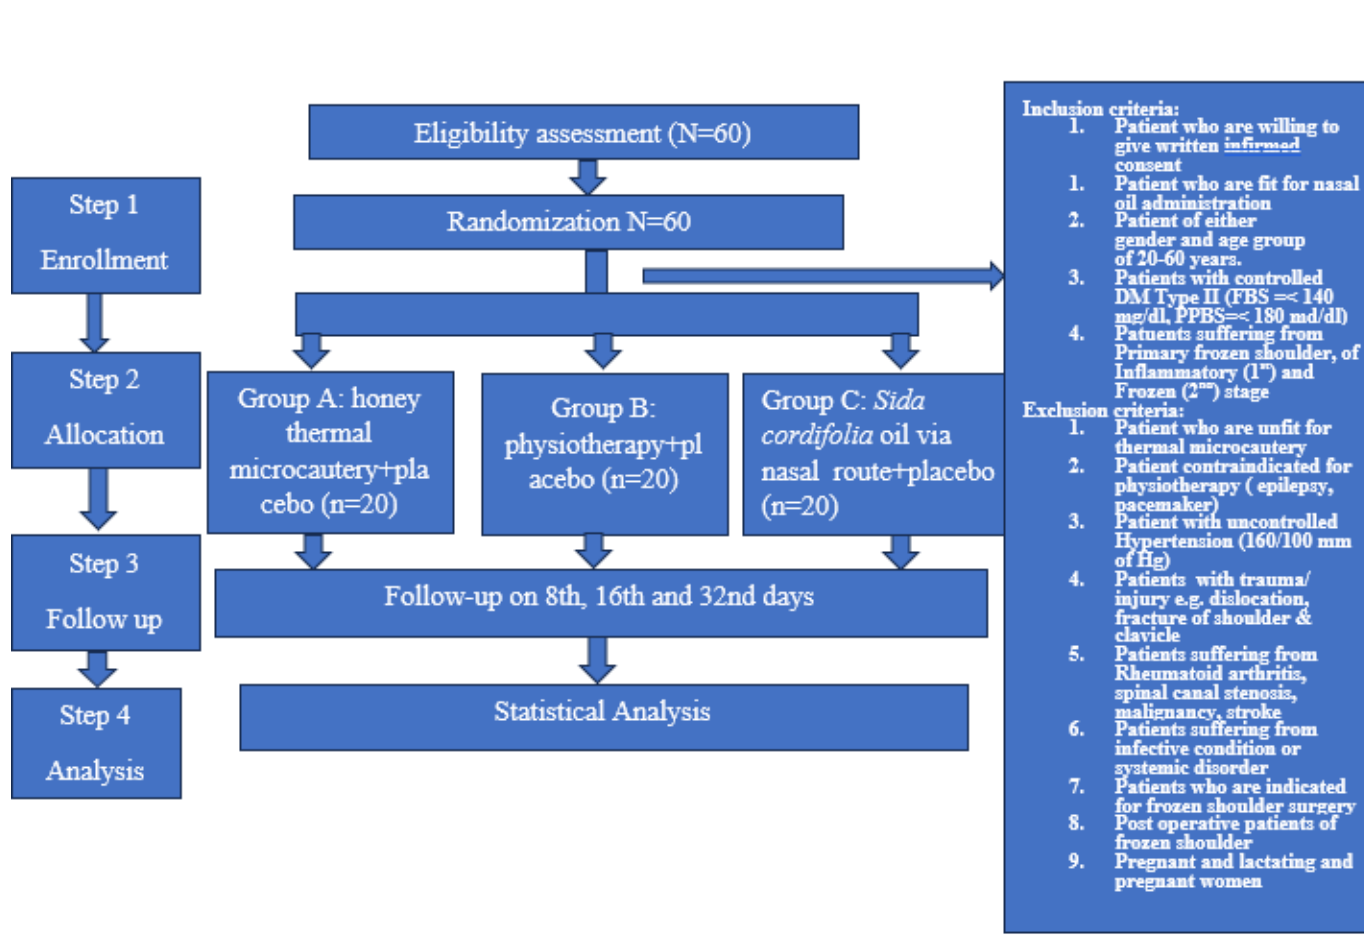 Eligibility assessment (N=60)
Randomization N=60
Step 1
Enrollment
Step 2
Allocation
Step 3
Follow up
Step 4
Analysis
Group A: honey
thermal
microcautery+pla
cebo (n=20)
Group B:
physiotherapy+pl
acebo (n=20)
Group C: Sida
cordifolia oil via
nasal route+placebo
(n=20)
Follow-up on 8th, 16th and 32nd days
Statistical Analysis
Inclusion criteria:
1. Patient who are willing to
give written infirmed
consent
1. Patient who are fit for nasal
oil administration
2. Patient of either
gender and age group
of 20-60 years.
3. Patients with controlled
DM Type II (FBS =< 140
mg/dl, PPBS=< 180 md/dl)
4. Patuents suffering from
Primary frozen shoulder, of
Inflammatory (1st) and
Frozen (2nd) stage
Exclusion criteria:
1. Patient who are unfit for
thermal microcautery
2. Patient contraindicated for
physiotherapy ( epilepsy,
pacemaker)
3. Patient with uncontrolled
Hypertension (160/100 mm
of Hg)
4. Patients with trauma/
injury e.g. dislocation,
fracture of shoulder &
clavicle
5. Patients suffering from
Rheumatoid arthritis,
spinal canal stenosis,
malignancy, stroke
6. Patients suffering from
infective condition or
systemic disorder
7. Patients who are indicated
for frozen shoulder surgery
8. Post operative patients of
frozen shoulder
9. Pregnant and lactating and
pregnant women